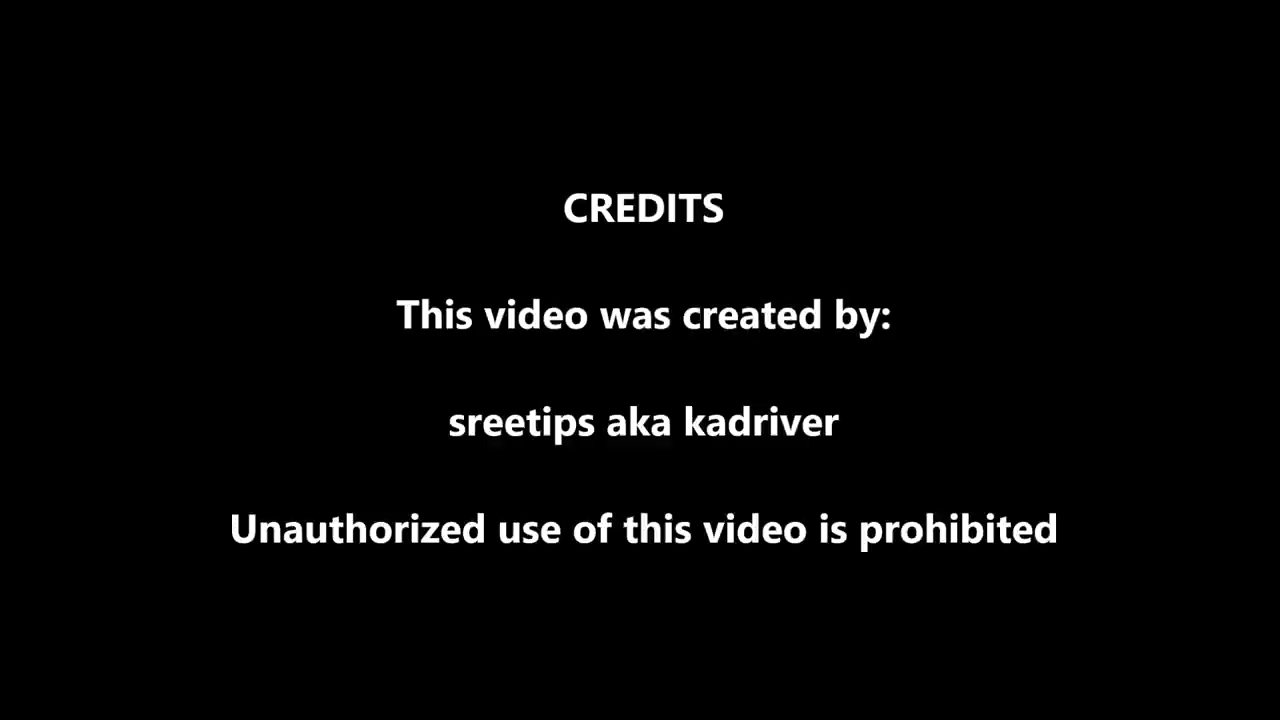 CREDITS
This video was created by:
sreetips aka kadriver
Unauthorized use of this video is prohibited